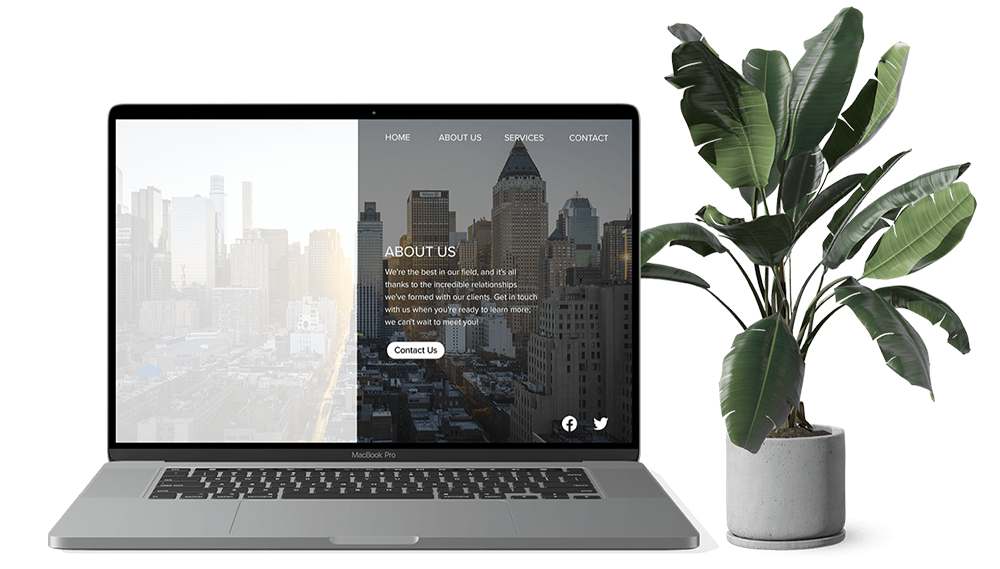 HOME ABOUT US SERVICES CONTACT
ABOUT US
We're the best in our field, and it's all
thanks to the incredible relationships
we've formed with our clients. Get in touch
with us when you're ready to learn more;
we can't wait to meet you!
Contact Us
MacBook Pro